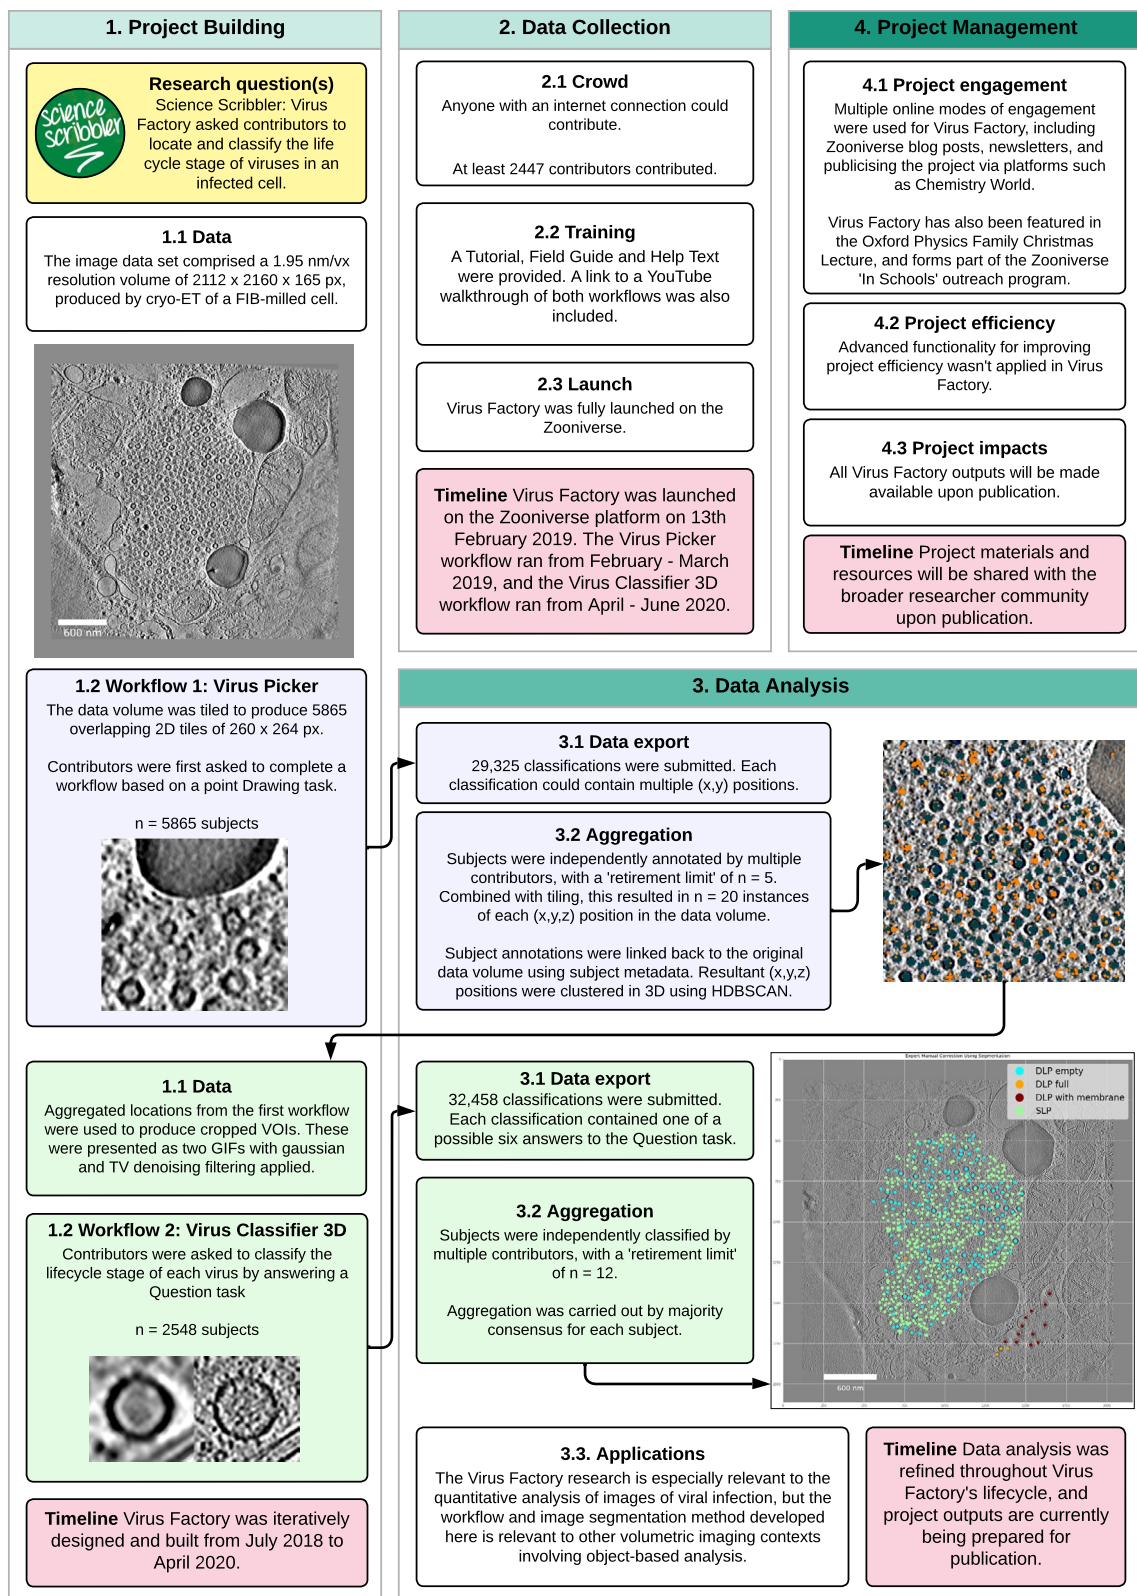 1. Project Building
Research question(s)
science
scribbler
Science Scribbler: Virus
Factory asked contributors to
locate and classify the life
cycle stage of viruses in an
infected cell.
1.1 Data
The image data set comprised a 1.95 nm/vx
resolution volume of 2112 x 2160 x 165 px,
produced by cryo-ET of a FIB-milled cell.
600 nm
1.2 Workflow 1: Virus Picker
The data volume was tiled to produce 5865
overlapping 2D tiles of 260 x 264 px.
Contributors were first asked to complete a
workflow based on a point Drawing task.
n = 5865 subjects
1.1 Data
Aggregated locations from the first workflow
were used to produce cropped VOIs. These
were presented as two GIFs with gaussian
and TV denoising filtering applied.
1.2 Workflow 2: Virus Classifier 3D
Contributors were asked to classify the
lifecycle stage of each virus by answering a
Question task
n = 2548 subjects
Timeline Virus Factory was iteratively
designed and built from July 2018 to
April 2020.
2. Data Collection
2.1 Crowd
Anyone with an internet connection could
contribute.
At least 2447 contributors contributed.
2.2 Training
A Tutorial, Field Guide and Help Text
were provided. A link to a YouTube
walkthrough of both workflows was also
included.
2.3 Launch
Virus Factory was fully launched on the
Zooniverse.
Timeline Virus Factory was launched
on the Zooniverse platform on 13th
February 2019. The Virus Picker
workflow ran from February - March
2019, and the Virus Classifier 3D
workflow ran from April - June 2020.
4. Project Management
4.1 Project engagement
Multiple online modes of engagement
were used for Virus Factory, including
Zooniverse blog posts, newsletters, and
publicising the project via platforms such
as Chemistry World.
Virus Factory has also been featured in
the Oxford Physics Family Christmas
Lecture, and forms part of the Zooniverse
'In Schools' outreach program.
4.2 Project efficiency
Advanced functionality for improving
project efficiency wasn't applied in Virus
Factory.
4.3 Project impacts
All Virus Factory outputs will be made
available upon publication.
Timeline Project materials and
resources will be shared with the
broader researcher community
upon publication.
3. Data Analysis
3.1 Data export
29,325 classifications were submitted. Each
classification could contain multiple (x,y) positions.
3.2 Aggregation
Subjects were independently annotated by multiple
contributors, with a 'retirement limit' of n = 5.
Combined with tiling, this resulted in n = 20 instances
of each (x,y,z) position in the data volume.
Subject annotations were linked back to the original
data volume using subject metadata. Resultant (x,y,z)
positions were clustered in 3D using HDBSCAN.
3.1 Data export
32,458 classifications were submitted.
Each classification contained one of a
possible six answers to the Question task.
3.2 Aggregation
Subjects were independently classified by
multiple contributors, with a 'retirement limit'
of n = 12.
Aggregation was carried out by majority
consensus for each subject.
Expert Manual Correction Using Segmentation
DLP empty
DLP full
DLP with membrane
SLP
600 nm
3.3. Applications
The Virus Factory research is especially relevant to the
quantitative analysis of images of viral infection, but the
workflow and image segmentation method developed
here is relevant to other volumetric imaging contexts
involving object-based analysis.
Timeline Data analysis was
refined throughout Virus
Factory's lifecycle, and
project outputs are currently
being prepared for
publication.